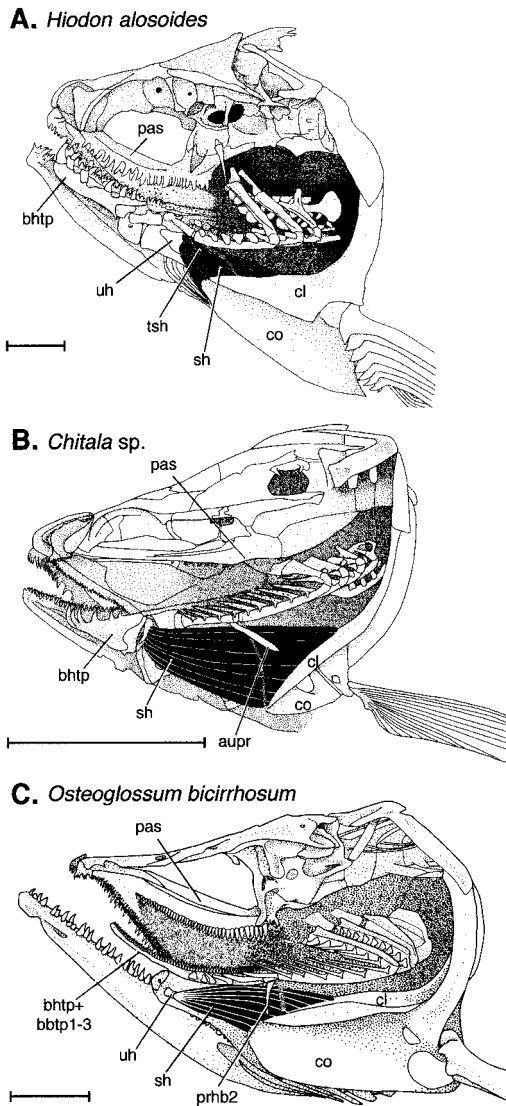 A. Hiodon alosoides
pas
bhtp
uh
tsh
sh
cl
co
B. Chitala sp.
pas
bhtp
sh
cl
co
aupr
C. Osteoglossum bicirrhosum
pas
bhtp+
bbtp1-3
uh
sh
prhb2
cl
co